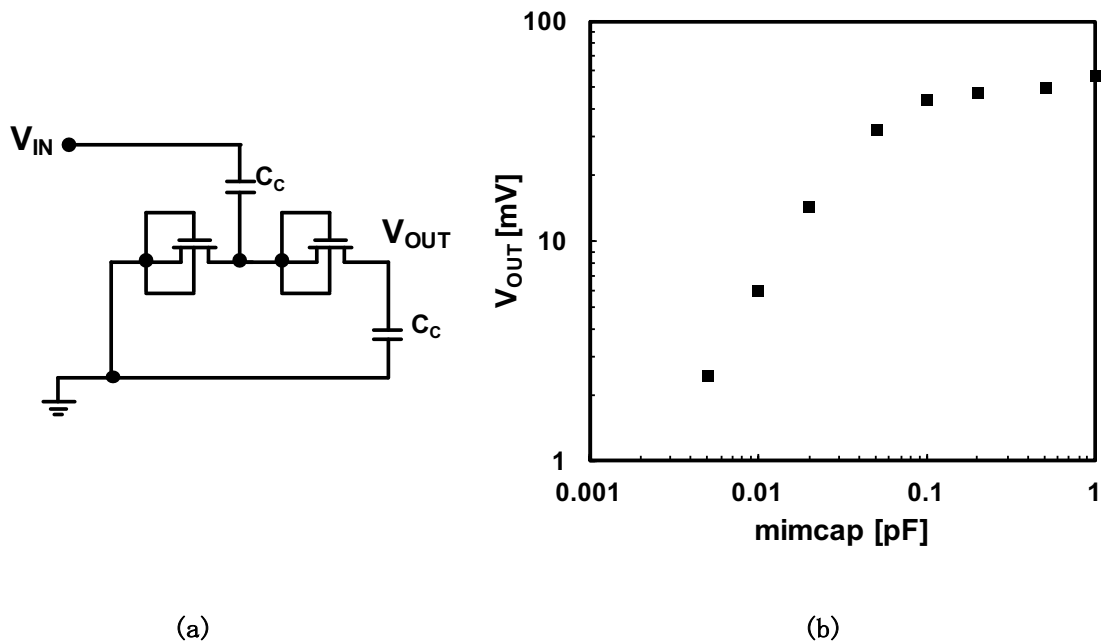 V_IN
C_C
V_OUT
C_C
(a)
V_OUT [mV]
100
10
1
0.001
0.01
0.1
1
mimcap [pF]
(b)